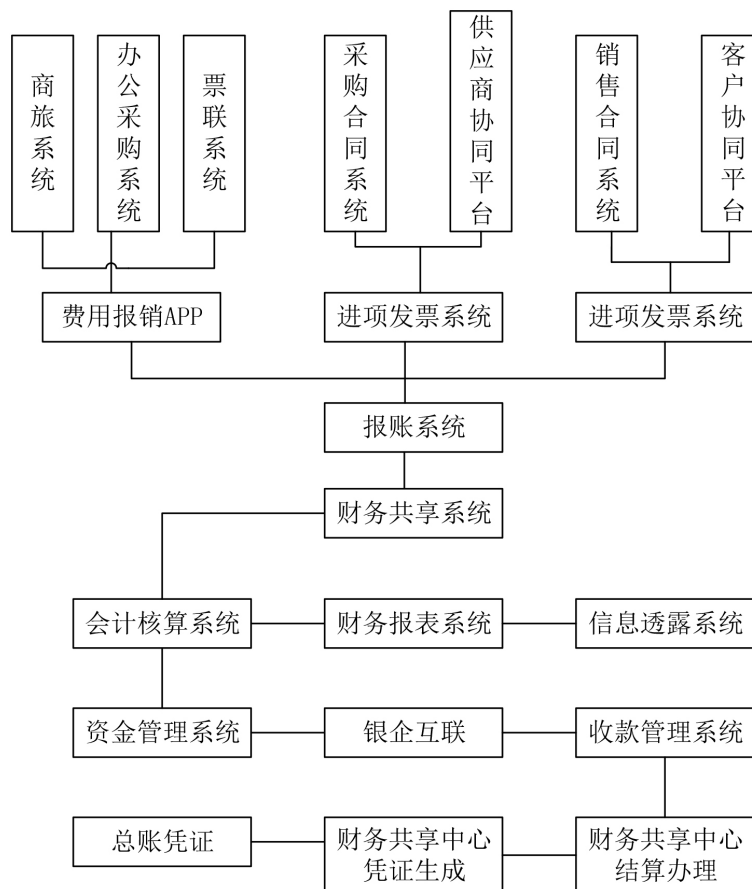 商旅系统
办公采购系统
票联系统
采购合同系统
供应商协同平台
销售合同系统
客户协同平台
费用报销APP
进项发票系统
进项发票系统
报账系统
财务共享系统
会计核算系统
财务报表系统
信息透露系统
资金管理系统
银企互联
收款管理系统
总账凭证
财务共享中心
凭证生成
财务共享中心
结算办理